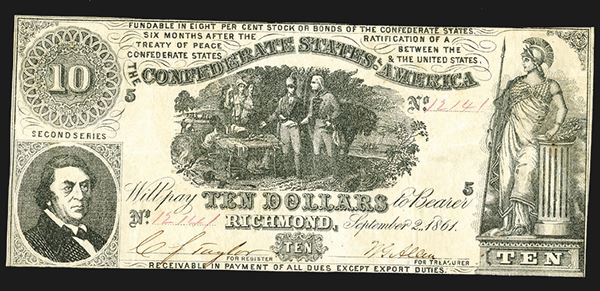 FUNDABLE IN EIGHT PER CENT STOCK OR BONDS OF THE CONFEDERATE STATES.
SIX MONTHS AFTER THE RATIFICATION OF A
TREATY OF PEACE BETWEEN THE
CONFEDERATE STATES & THE UNITED STATES.
10
THE CONFEDERATE STATES AMERICA
5
No. 12141
SECOND SERIES
Will pay TEN DOLLARS to Bearer
5
No. 12141
RICHMOND, September 2, 1861.
TEN
FOR REGISTER
FOR TREASURER
TEN
RECEIVABLE IN PAYMENT OF ALL DUES EXCEPT EXPORT DUTIES.